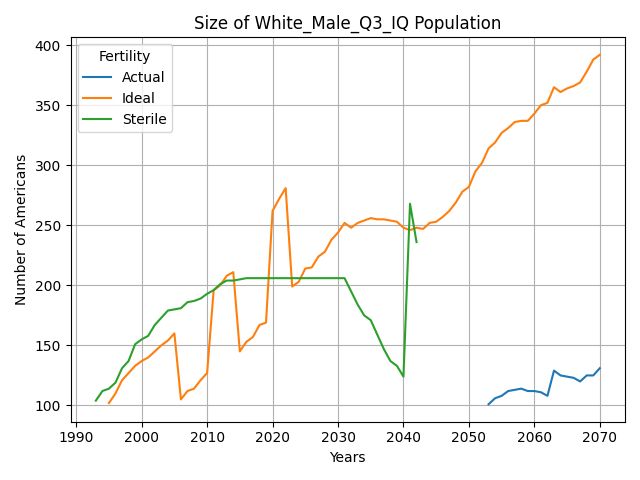 Size of White_Male_Q3_IQ Population
Number of Americans
400
350
300
250
200
150
100
Fertility
Actual
Ideal
Sterile
1990
2000
2010
2020
2030
2040
2050
2060
2070
Years